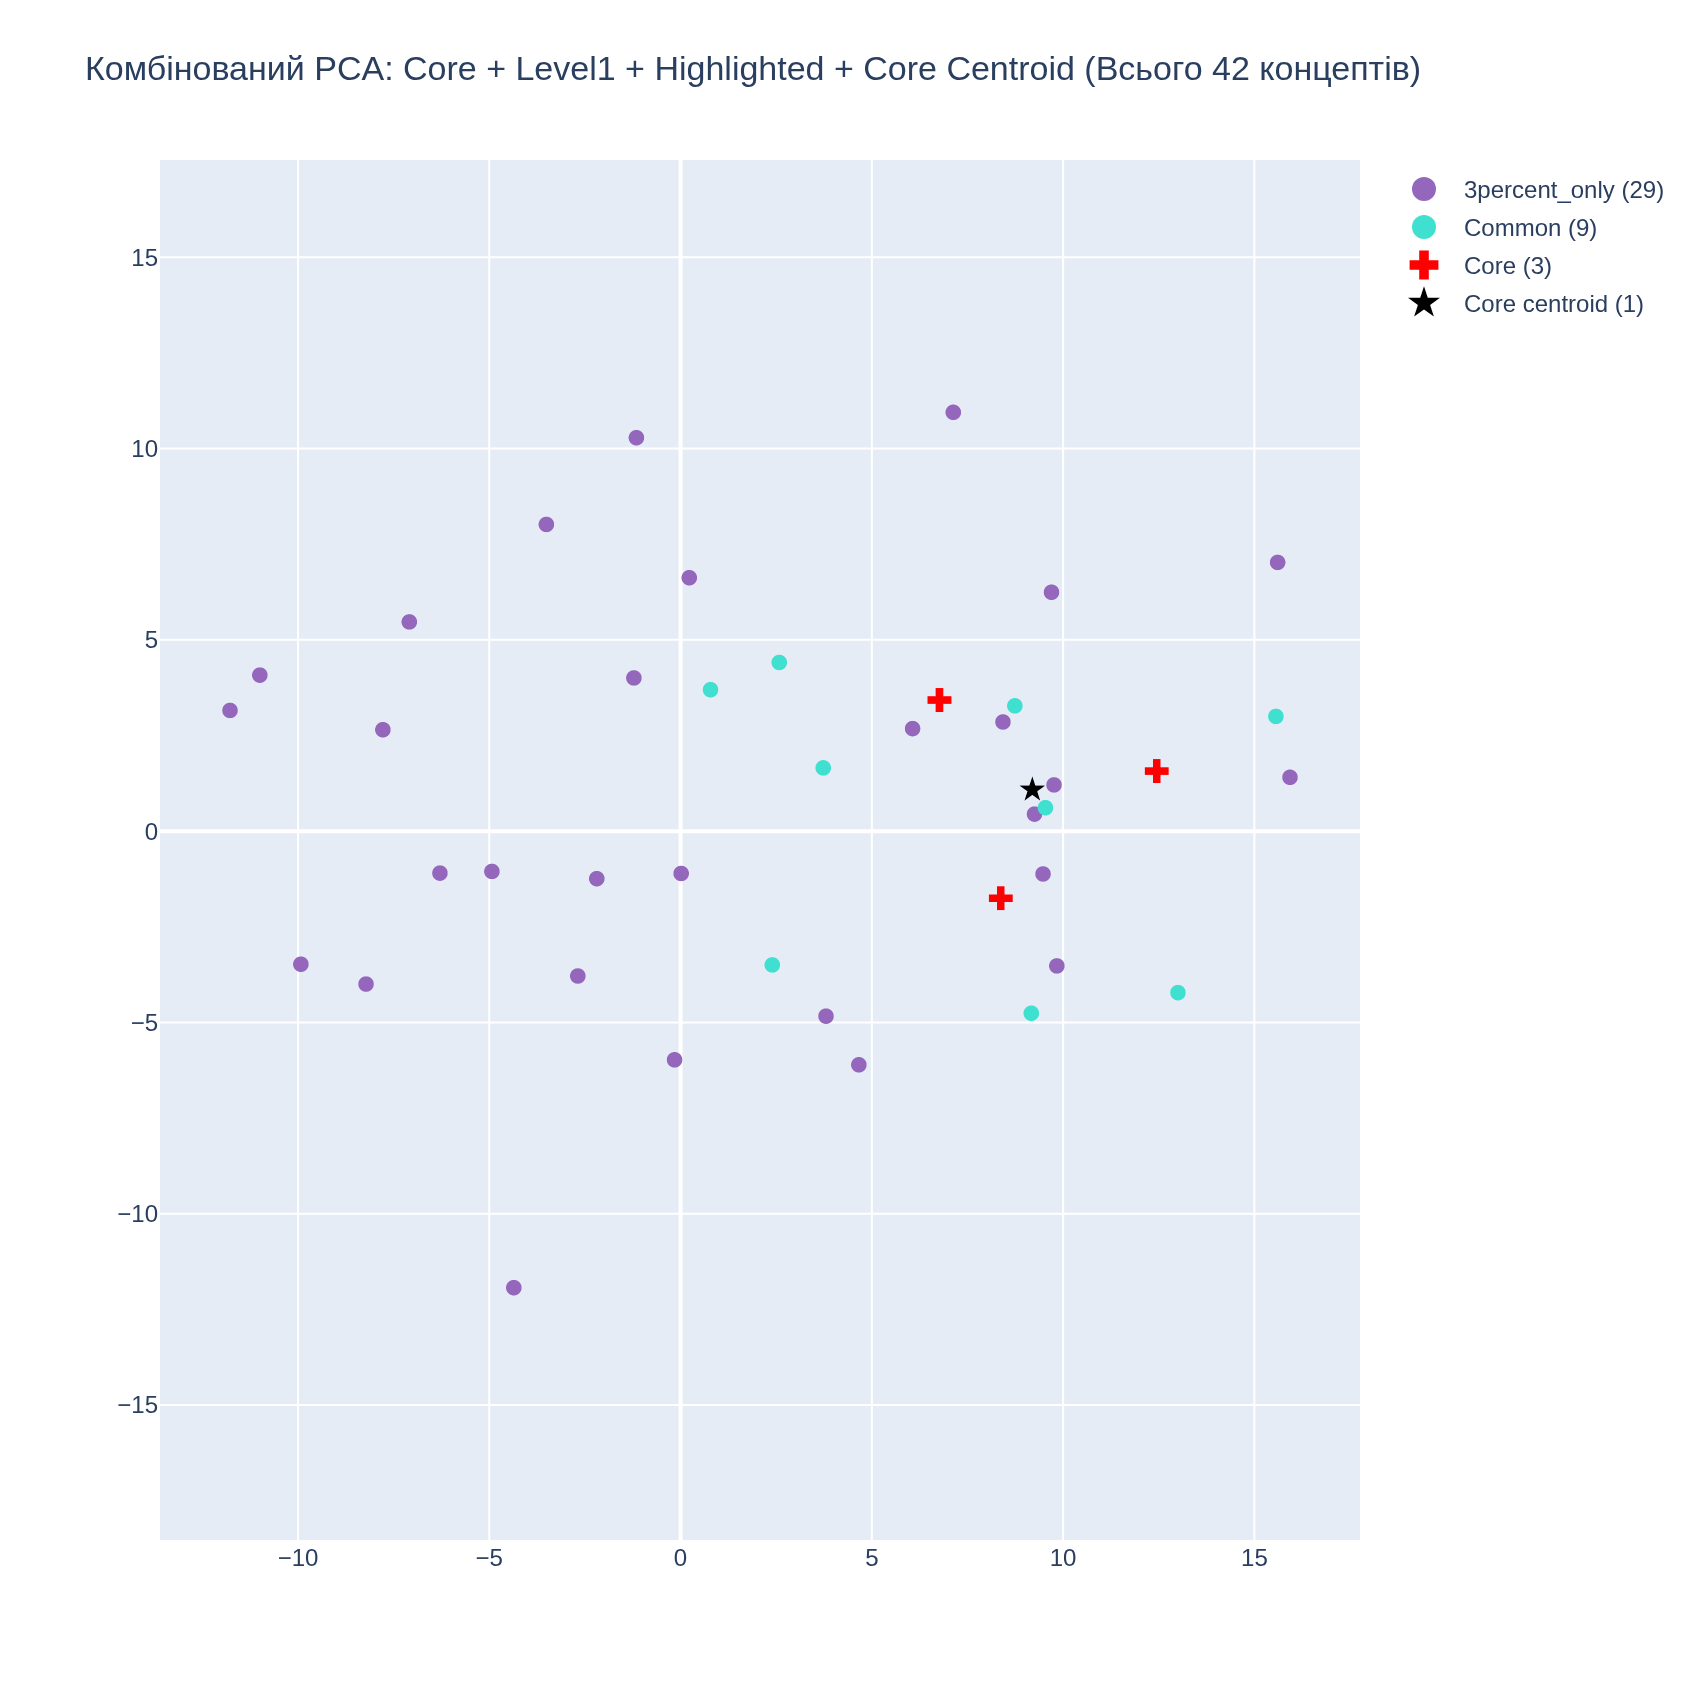 Комбінований PCA: Core + Level1 + Highlighted + Core Centroid (Всього 42 концептів)
3percent_only (29)
Common (9)
Core (3)
Core centroid (1)
15
10
5
0
−5
−10
−15
−10 −5 0 5 10 15